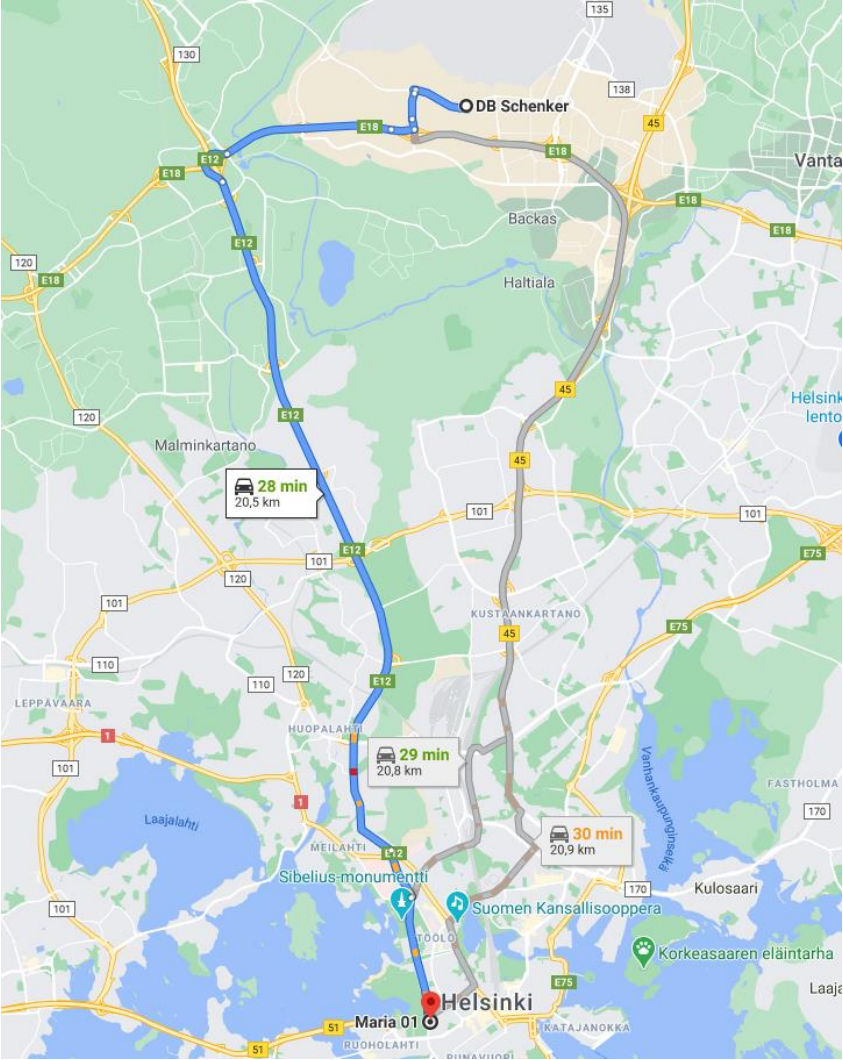 135
130
DB Schenker
138
E18
45
E18
E12
Vanta
E18
E18
Backas
E18
E12
120
Haltiala
E18
45
Helsink
lento
120
Malminkartano
45
E12
28 min
20,5 km
101
101
E12
E75
101
120
101
KUSTAANKARTANO
E75
45
110
120
E12
110
LEPPÄVAARA
HUOPALAHTI
1
29 min
20,8 km
101
Vanhankaupunginselkä
FASTHOLMA
1
170
Laajalahti
30 min
20,9 km
MEILAHTI
E12
Sibelius-monumentti
170
Kulosaari
101
Suomen Kansallisooppera
TÖÖLÖ
Korkeasaaren eläintarha
E75
Laaja
Helsinki
Maria 01
51
KATAJANOKKA
RUOHOLAHTI
51
PUNAVUORI